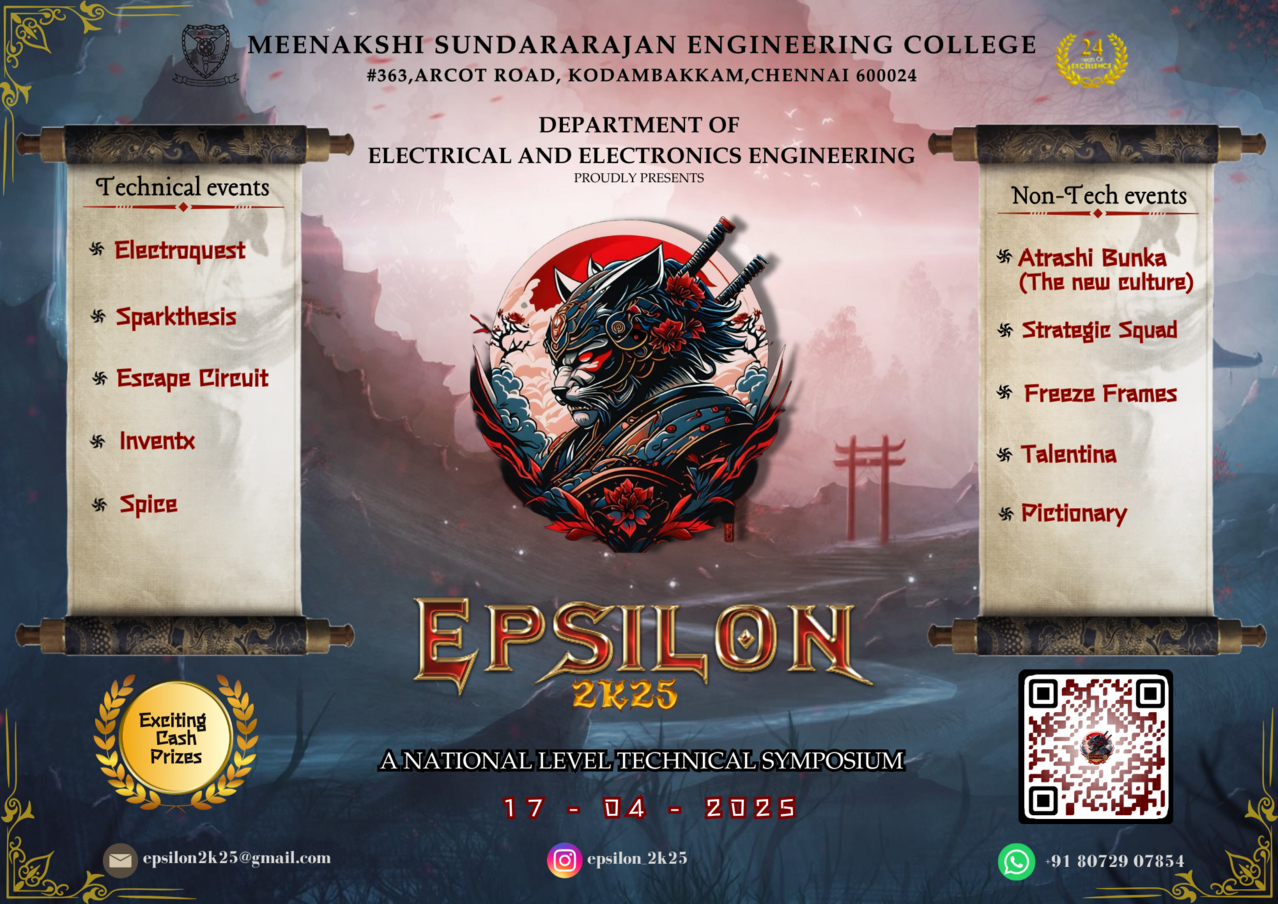 MEENAKSHI SUNDARARAJAN ENGINEERING COLLEGE
#363,ARCOT ROAD, KODAMBAKKAM,CHENNAI 600024
24
EXCELLENCE
DEPARTMENT OF
ELECTRICAL AND ELECTRONICS ENGINEERING
PROUDLY PRESENTS
Technical events
Electroquest
Sparkthesis
Escape Circuit
Inventx
Spice
Non-Tech events
Atrashi Bunka
(The new culture)
Strategic Squad
Freeze Frames
Talentina
Pictionary
EPSILON
2K25
Exciting
Cash
Prizes
A NATIONAL LEVEL TECHNICAL SYMPOSIUM
17 - 04 - 2025
epsilon2k25@gmail.com
epsilon_2k25
+91 80729 07854